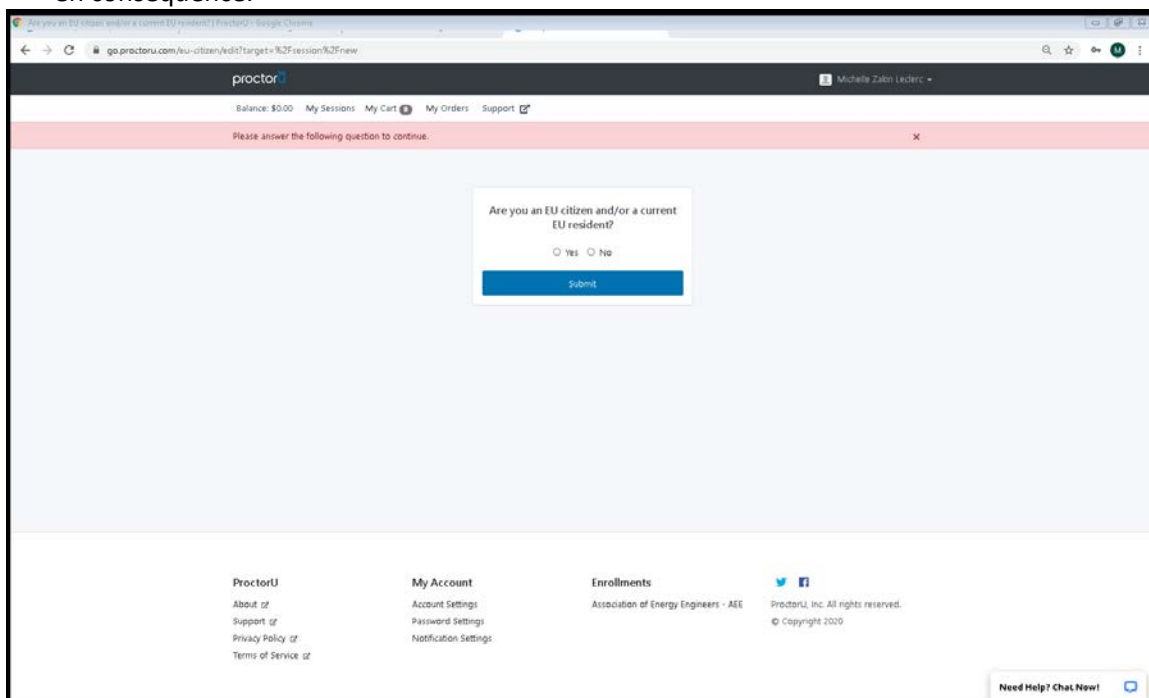 en conséquence.
Are you an EU citizen and/or a current EU resident? | ProctorU - Google Chrome
go.proctoru.com/eu-citizen/edit?target=%2Fsession%2Fnew
M
proctorU
Michelle Zabn Leclerc
Balance: $0.00 My Sessions My Cart 0 My Orders Support
Please answer the following question to continue.
Are you an EU citizen and/or a current
EU resident?
Yes No
Submit
ProctorU My Account Enrollments
About Account Settings Association of Energy Engineers - AEE ProctorU, Inc. All rights reserved.
Support Password Settings © Copyright 2020
Privacy Policy Notification Settings
Terms of Service
Need Help? Chat Now!